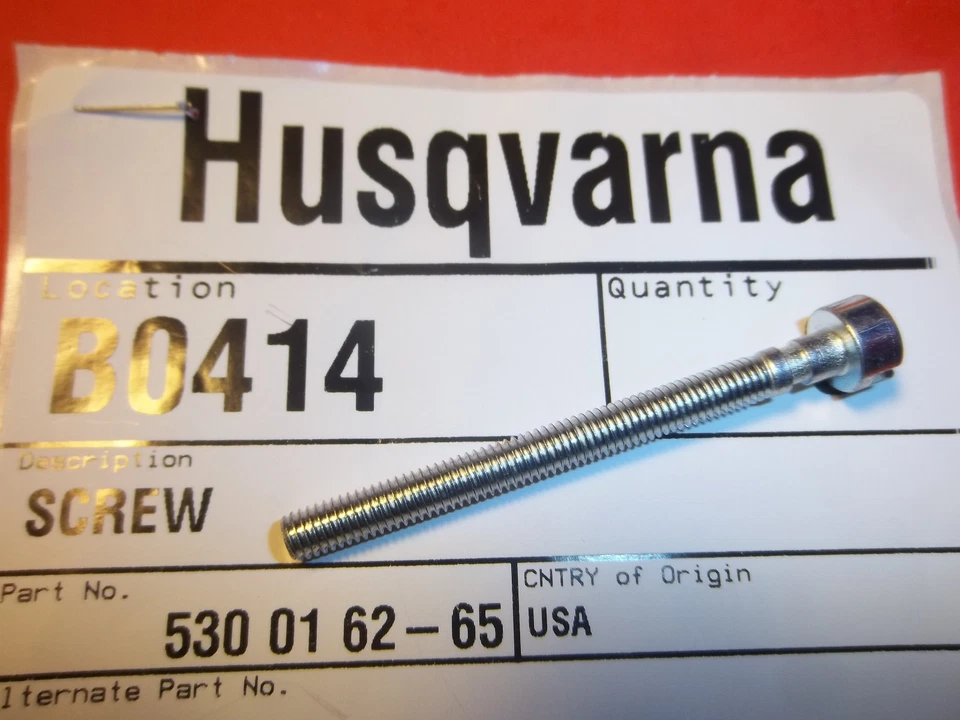 Husqvarna
Location
Quantity
B0414
Description
SCREW
Part No.
530 01 62-65
CNTRY of Origin
USA
lternate Part No.